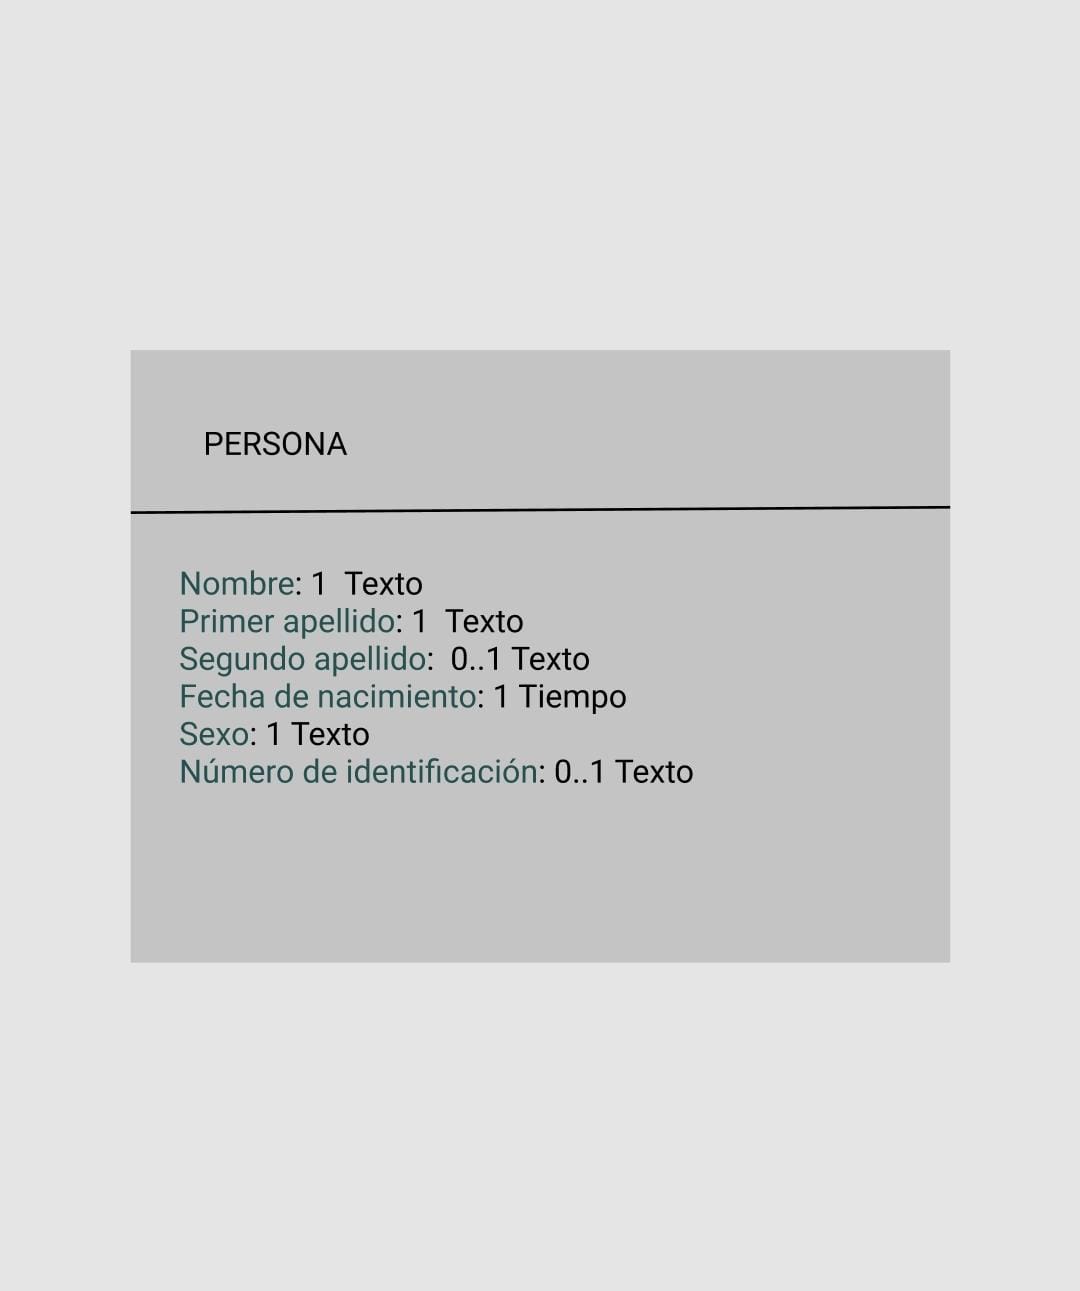 PERSONA
Nombre: 1  Texto
Primer apellido: 1  Texto
Segundo apellido:  0..1 Texto
Fecha de nacimiento: 1 Tiempo
Sexo: 1 Texto
Número de identificación: 0..1 Texto